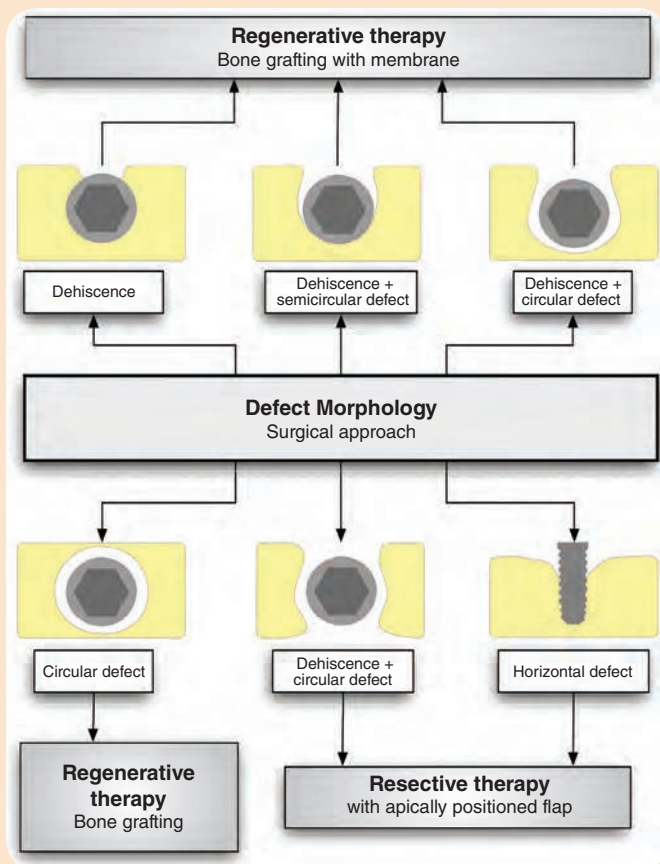 Regenerative therapy
Bone grafting with membrane
Dehiscence
Dehiscence +
semicircular defect
Dehiscence +
circular defect
Defect Morphology
Surgical approach
Circular defect
Dehiscence +
circular defect
Horizontal defect
Regenerative
therapy
Bone grafting
Resective therapy
with apically positioned flap